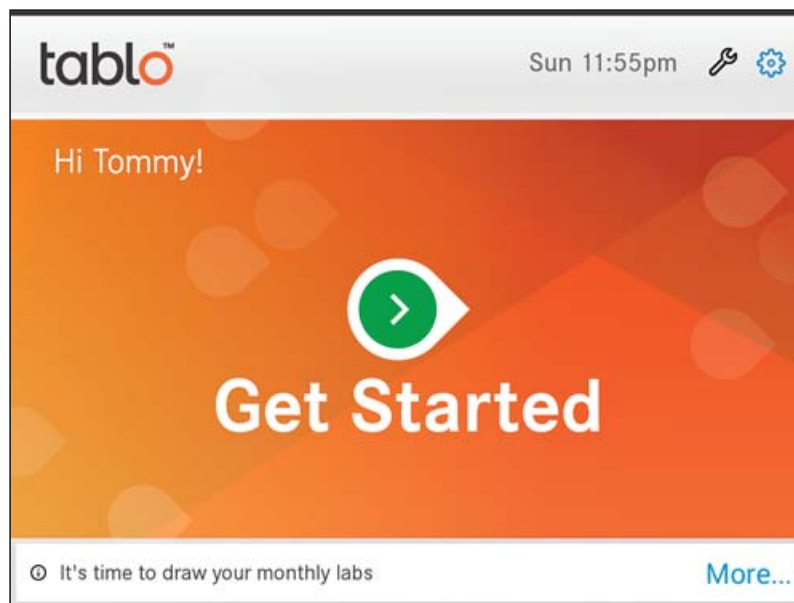 tablo™
Sun 11:55pm
Hi Tommy!
Get Started
It's time to draw your monthly labs
More...